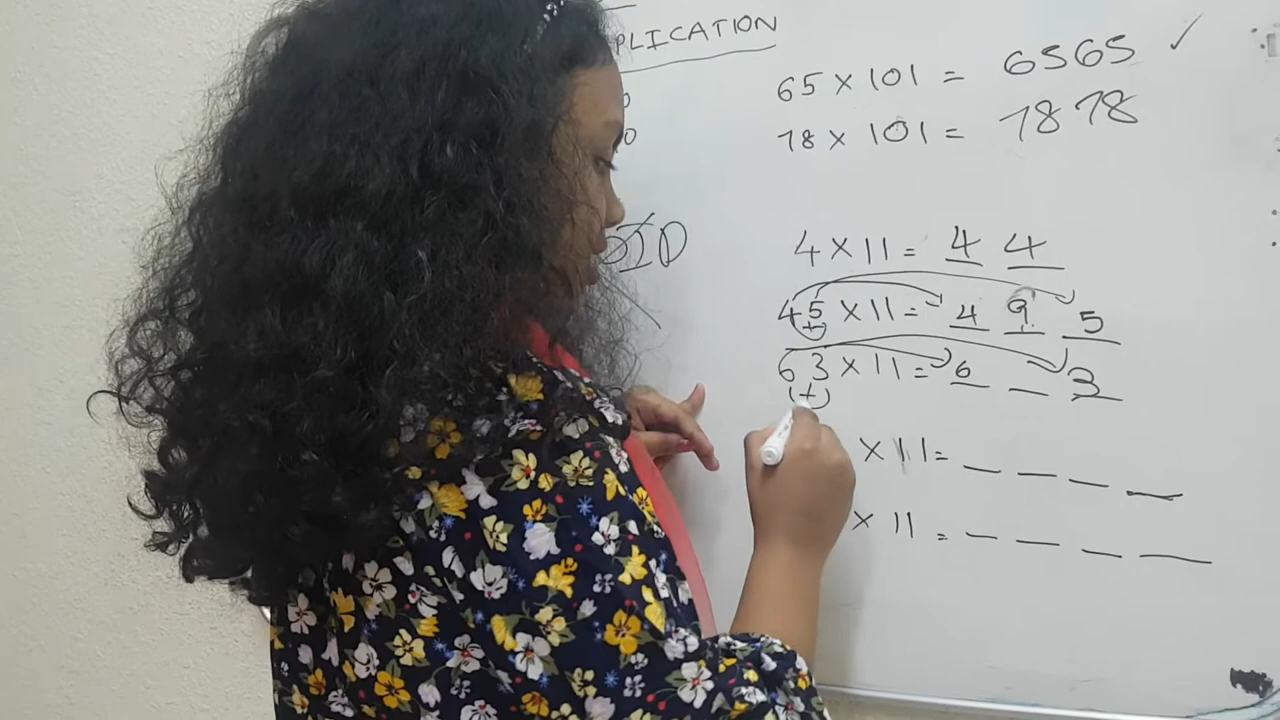 PLICATION
65 × 101 = 6565 ✓
78 × 101 = 7878
4 × 11 = 4 4
45 × 11 = 4 9 5
(+)
63 × 11 = 6 _ 3
(+)
× 11 = _ _ _ _
× 11 = _ _ _ _